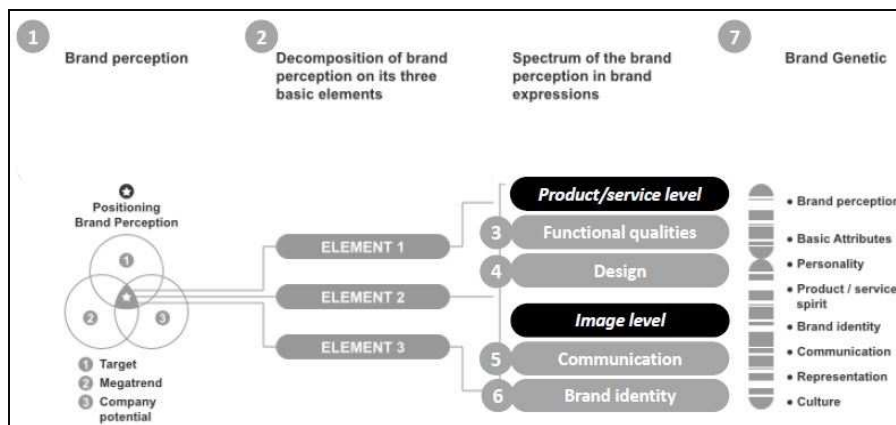 1
Brand perception
2
Decomposition of brand
perception on its three
basic elements
Spectrum of the brand
perception in brand
expressions
7
Brand Genetic
Positioning
Brand Perception
1
2
3
1 Target
2 Megatrend
3 Company
potential
ELEMENT 1
ELEMENT 2
ELEMENT 3
Product/service level
3 Functional qualities
4 Design
Image level
5 Communication
6 Brand identity
• Brand perception
• Basic Attributes
• Personality
• Product / service
spirit
• Brand identity
• Communication
• Representation
• Culture